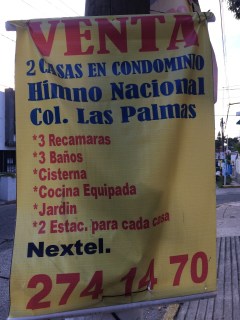 VENTA
2 CASAS EN CONDOMINIO
Himno Nacional
Col. Las Palmas
*3 Recamaras
*3 Baños
*Cisterna
*Cocina Equipada
*Jardin
*2 Estac. para cada casa
Nextel.
274 14 70